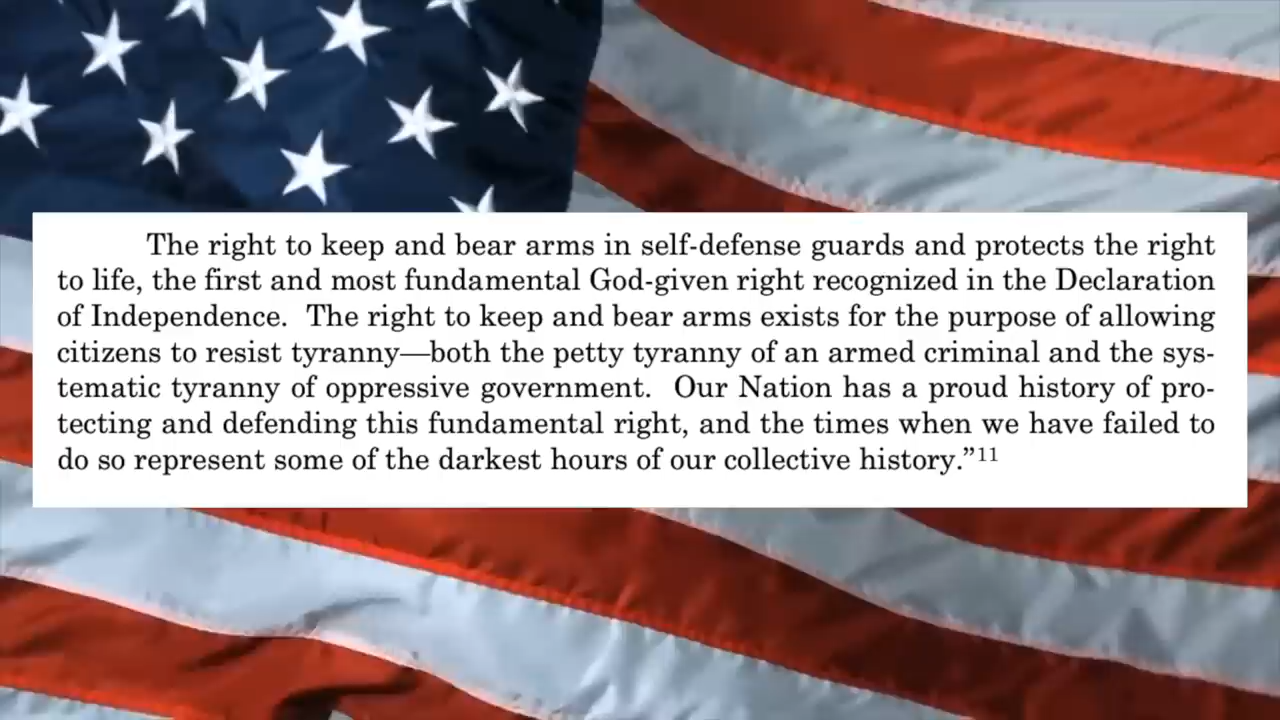 The right to keep and bear arms in self-defense guards and protects the right
to life, the first and most fundamental God-given right recognized in the Declaration
of Independence. The right to keep and bear arms exists for the purpose of allowing
citizens to resist tyranny—both the petty tyranny of an armed criminal and the sys-
tematic tyranny of oppressive government. Our Nation has a proud history of pro-
tecting and defending this fundamental right, and the times when we have failed to
do so represent some of the darkest hours of our collective history.”11